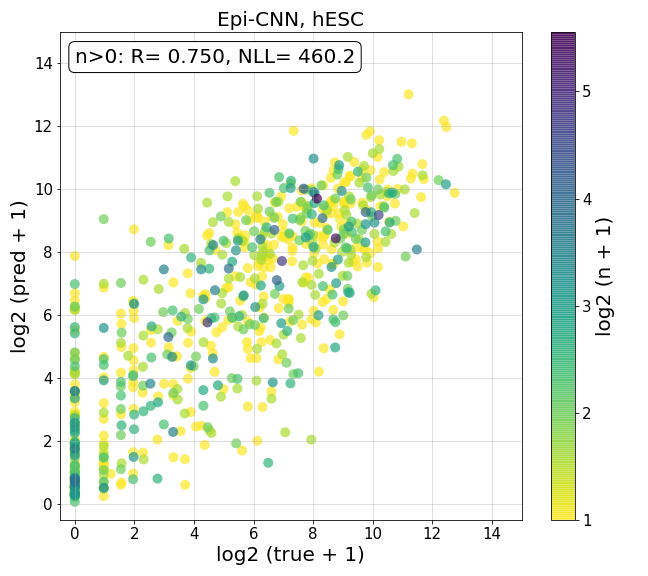 Epi-CNN, hESC
n>0: R= 0.750, NLL= 460.2
log2 (pred + 1)
14
12
10
8
6
4
2
0
0 2 4 6 8 10 12 14
log2 (true + 1)
5
4
3
2
1
log2 (n + 1)